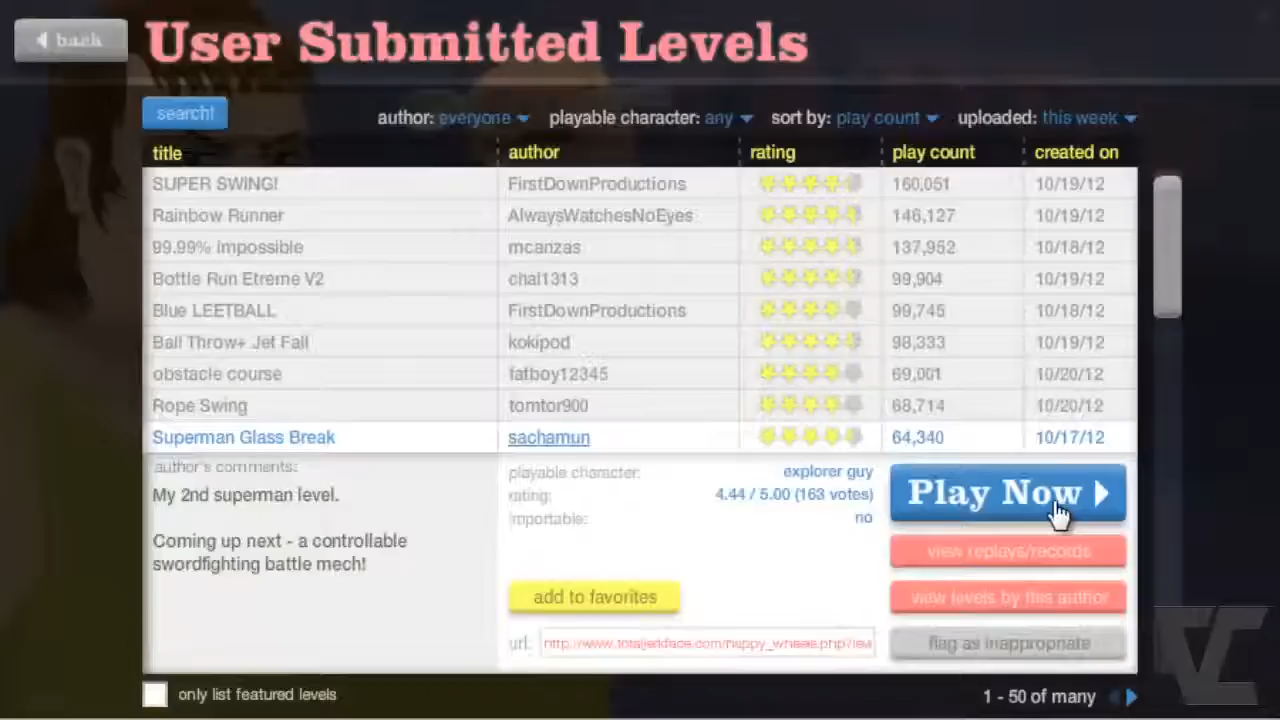 back
User Submitted Levels
search!
author: everyone playable character: any sort by: play count uploaded: this week
title author rating play count created on
SUPER SWING! FirstDownProductions 160,051 10/19/12
Rainbow Runner AlwaysWatchesNoEyes 146,127 10/19/12
99.99% impossible mcanzas 137,952 10/18/12
Bottle Run Etreme V2 chal1313 99,904 10/19/12
Blue LEETBALL FirstDownProductions 99,745 10/18/12
Ball Throw+ Jet Fall kokipod 98,333 10/19/12
obstacle course fatboy12345 69,001 10/20/12
Rope Swing tomtor900 68,714 10/20/12
Superman Glass Break sachamun 64,340 10/17/12
author's comments:
My 2nd superman level.
Coming up next - a controllable
swordfighting battle mech!
playable character: explorer guy
rating: 4.44 / 5.00 (163 votes)
importable: no
add to favorites
url: http://www.totaljerkface.com/happy_wheels.php?lev
Play Now
view replays/records
view levels by this author
flag as inappropriate
only list featured levels
1 - 50 of many